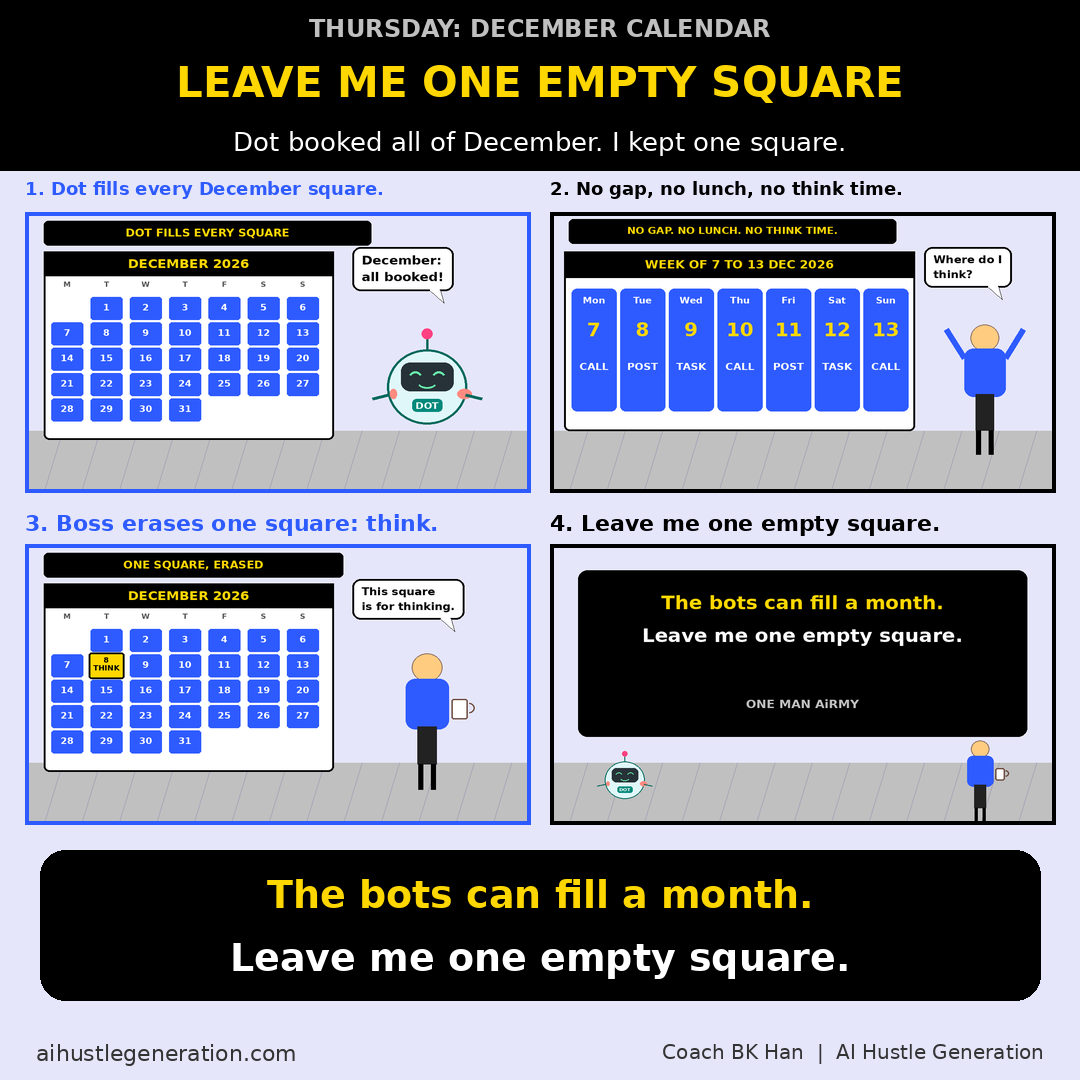 THURSDAY: DECEMBER CALENDAR
LEAVE ME ONE EMPTY SQUARE
Dot booked all of December. I kept one square.
1. Dot fills every December square.
DOT FILLS EVERY SQUARE
DECEMBER 2026
M T W T F S S
1 2 3 4 5 6
7 8 9 10 11 12 13
14 15 16 17 18 19 20
21 22 23 24 25 26 27
28 29 30 31
December:
all booked!
DOT
2. No gap, no lunch, no think time.
NO GAP. NO LUNCH. NO THINK TIME.
WEEK OF 7 TO 13 DEC 2026
Mon Tue Wed Thu Fri Sat Sun
7 8 9 10 11 12 13
CALL POST TASK CALL POST TASK CALL
Where do I
think?
3. Boss erases one square: think.
ONE SQUARE, ERASED
DECEMBER 2026
M T W T F S S
1 2 3 4 5 6
7 8 THINK 9 10 11 12 13
14 15 16 17 18 19 20
21 22 23 24 25 26 27
28 29 30 31
This square
is for thinking.
4. Leave me one empty square.
The bots can fill a month.
Leave me one empty square.
ONE MAN AiRMY
DOT
The bots can fill a month.
Leave me one empty square.
aihustlegeneration.com
Coach BK Han | AI Hustle Generation